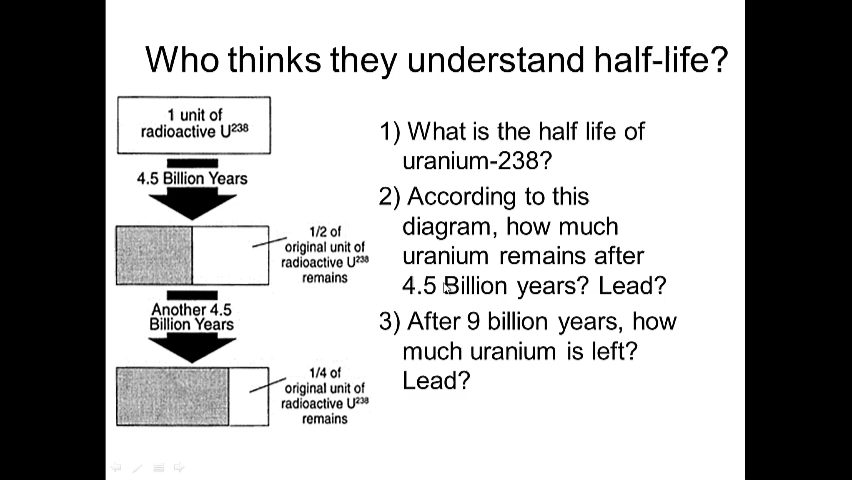 Who thinks they understand half-life?
1 unit of
radioactive U238
4.5 Billion Years
1/2 of
original unit of
radioactive U238
remains
Another 4.5
Billion Years
1/4 of
original unit of
radioactive U238
remains
1) What is the half life of
uranium-238?
2) According to this
diagram, how much
uranium remains after
4.5 Billion years? Lead?
3) After 9 billion years, how
much uranium is left?
Lead?